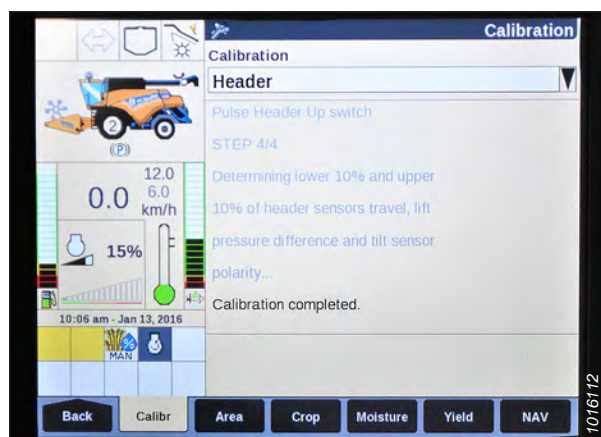 Calibration
Calibration
Header
Pulse Header Up switch
STEP 4/4
Determining lower 10% and upper
10% of header sensors travel, lift
pressure difference and tilt sensor
polarity...
Calibration completed.
2
(P)
12.0
0.0 6.0
km/h
15%
10:06 am - Jan 13, 2016
%
MAN
Back Calibr Area Crop Moisture Yield NAV
1016112